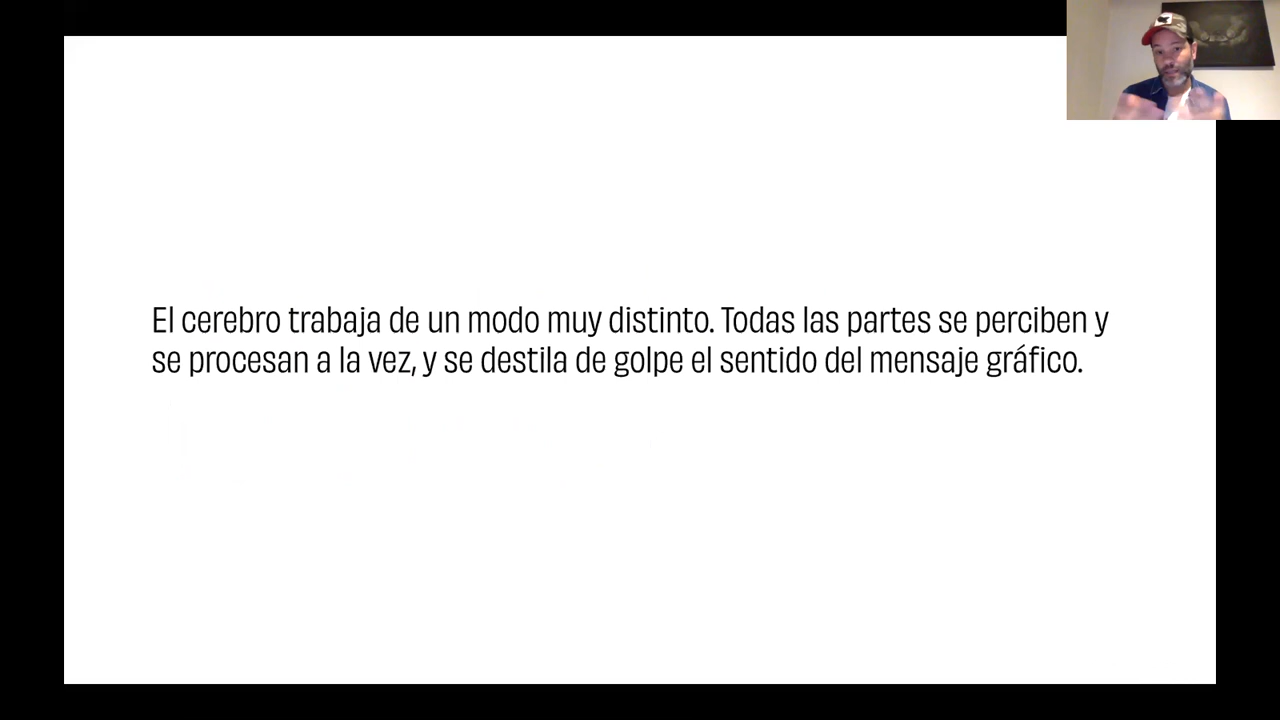 El cerebro trabaja de un modo muy distinto. Todas las partes se perciben y
se procesan a la vez, y se destila de golpe el sentido del mensaje gráfico.